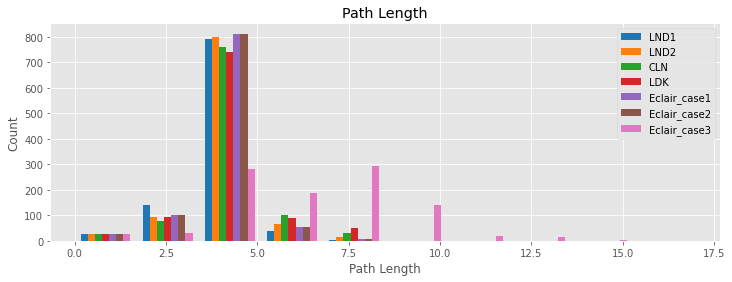 Path Length
800
700
600
500
400
300
200
100
0
Count
LND1
LND2
CLN
LDK
Eclair_case1
Eclair_case2
Eclair_case3
0.0 2.5 5.0 7.5 10.0 12.5 15.0 17.5
Path Length